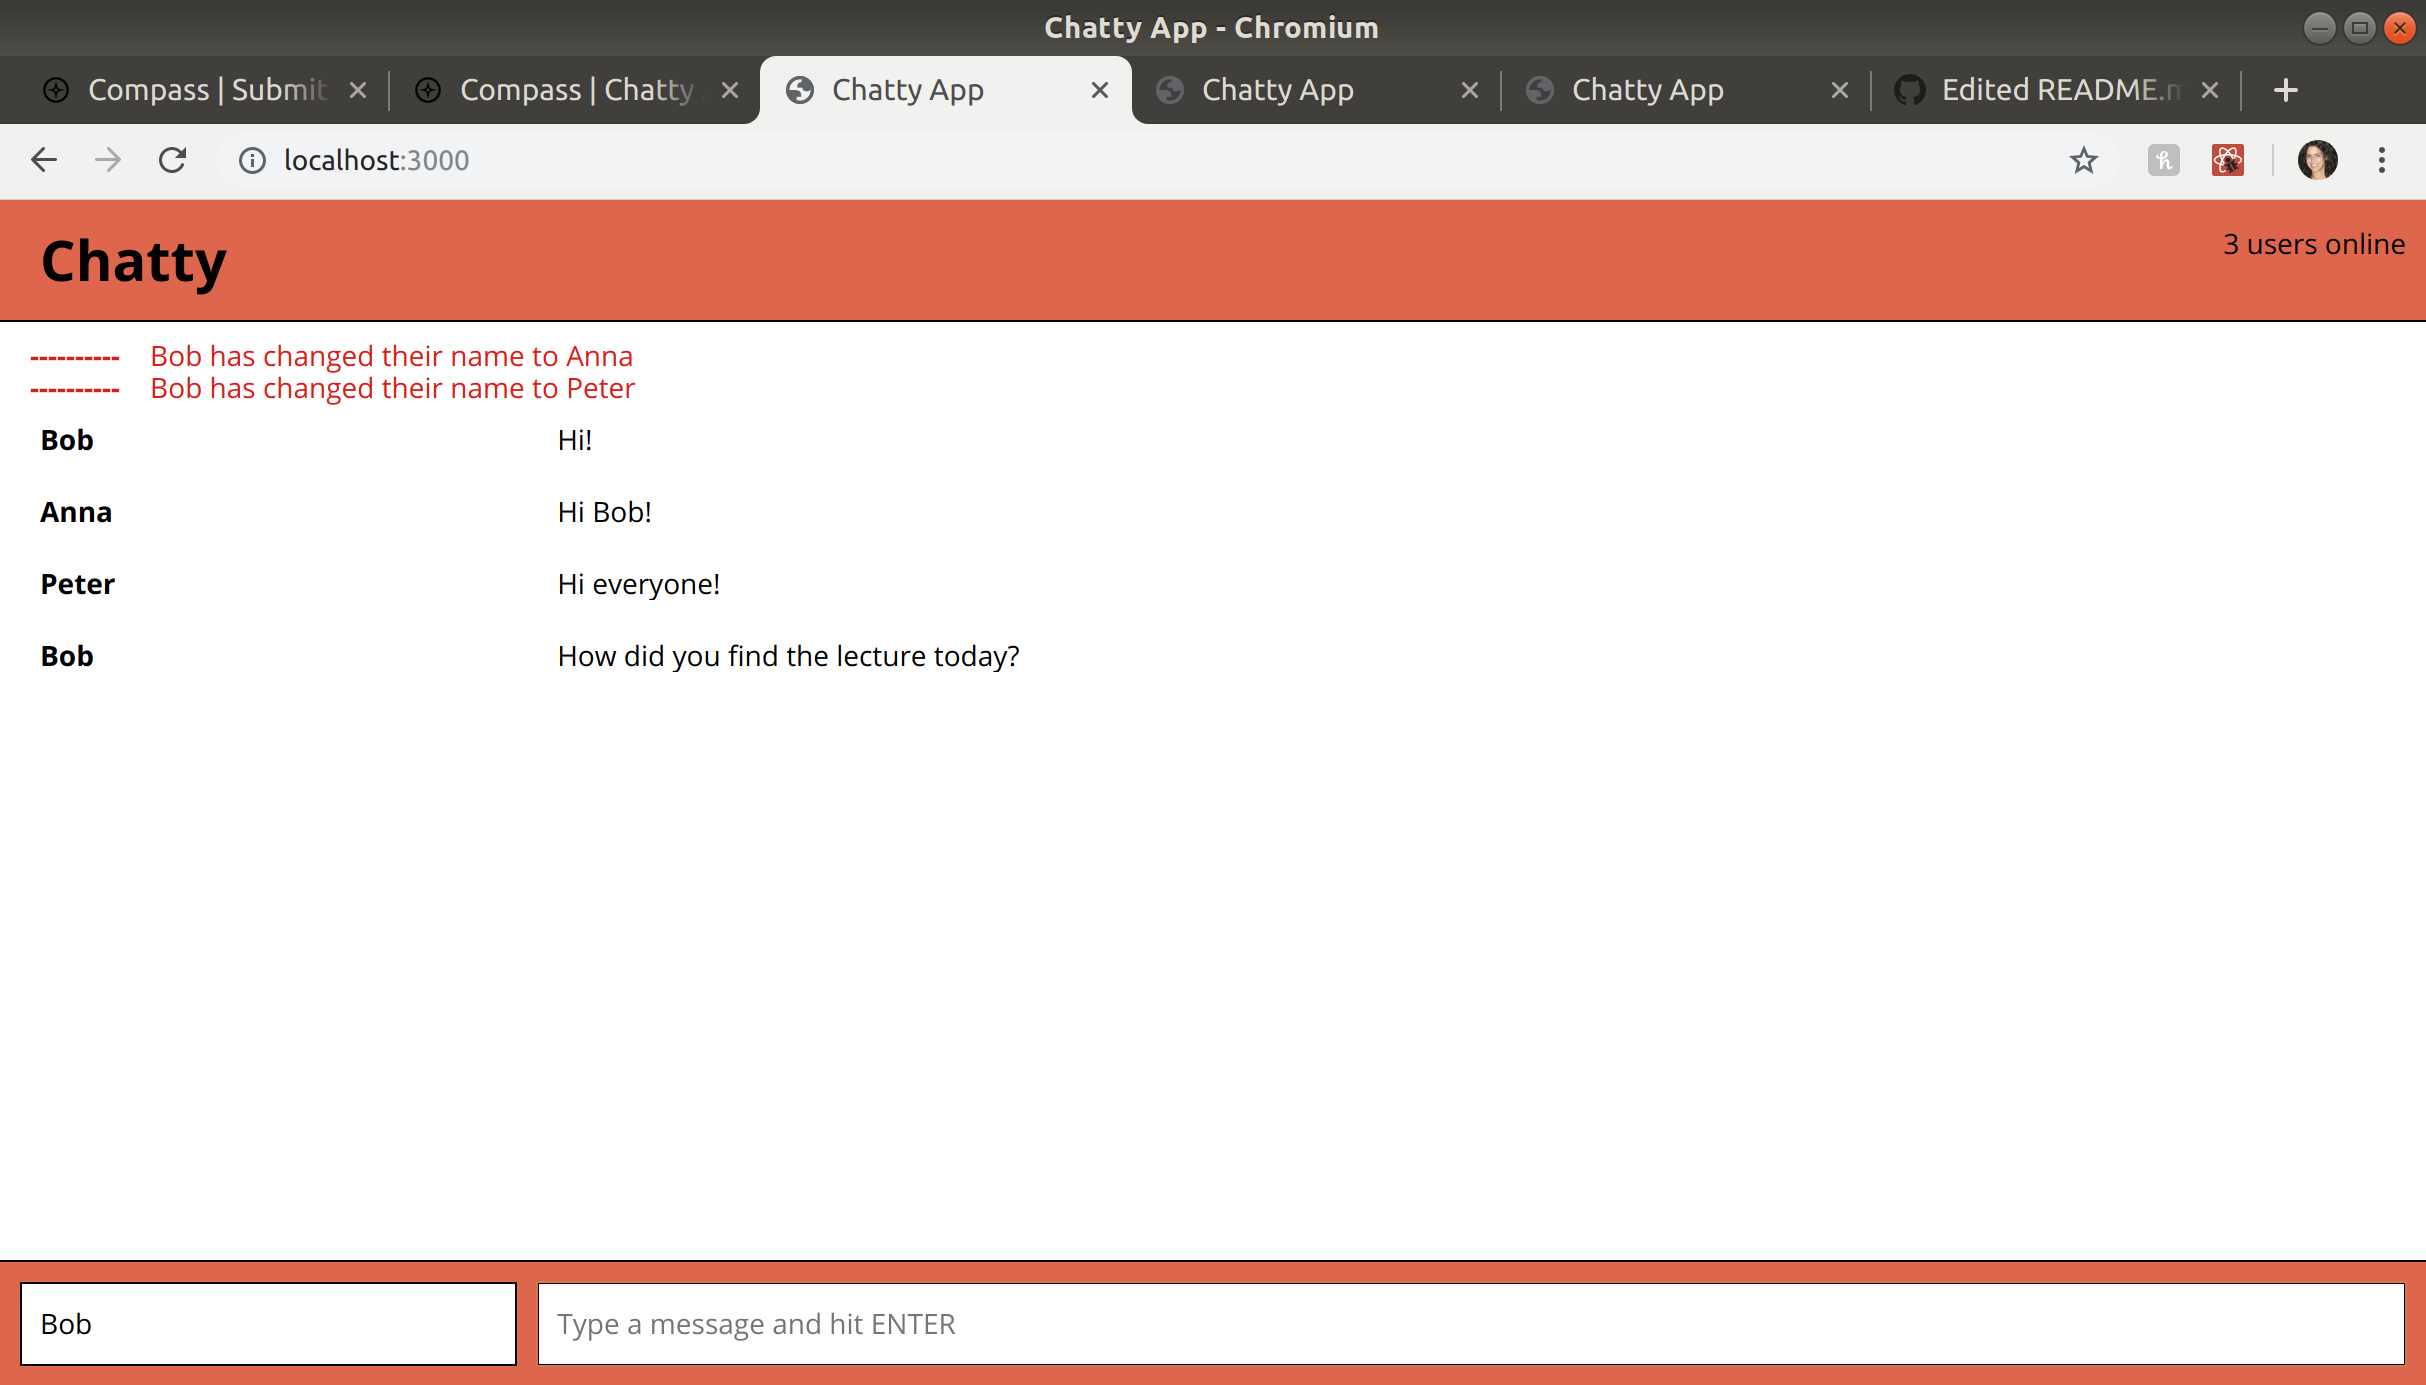 Chatty App - Chromium
Compass | Submit
Compass | Chatty
Chatty App
Chatty App
Chatty App
Edited README.m
localhost:3000
Chatty
3 users online
---------- Bob has changed their name to Anna
---------- Bob has changed their name to Peter
Bob Hi!
Anna Hi Bob!
Peter Hi everyone!
Bob How did you find the lecture today?
Bob
Type a message and hit ENTER